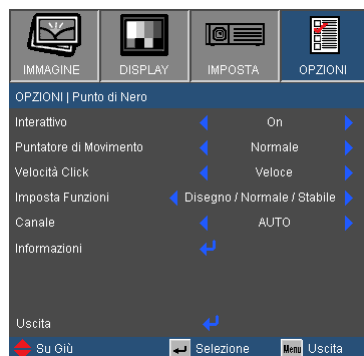 IMMAGINE DISPLAY IMPOSTA OPZIONI
OPZIONI | Punto di Nero
Interattivo On
Puntatore di Movimento Normale
Velocità Click Veloce
Imposta Funzioni Disegno / Normale / Stabile
Canale AUTO
Informazioni
Uscita
Su Giù Selezione Menu Uscita